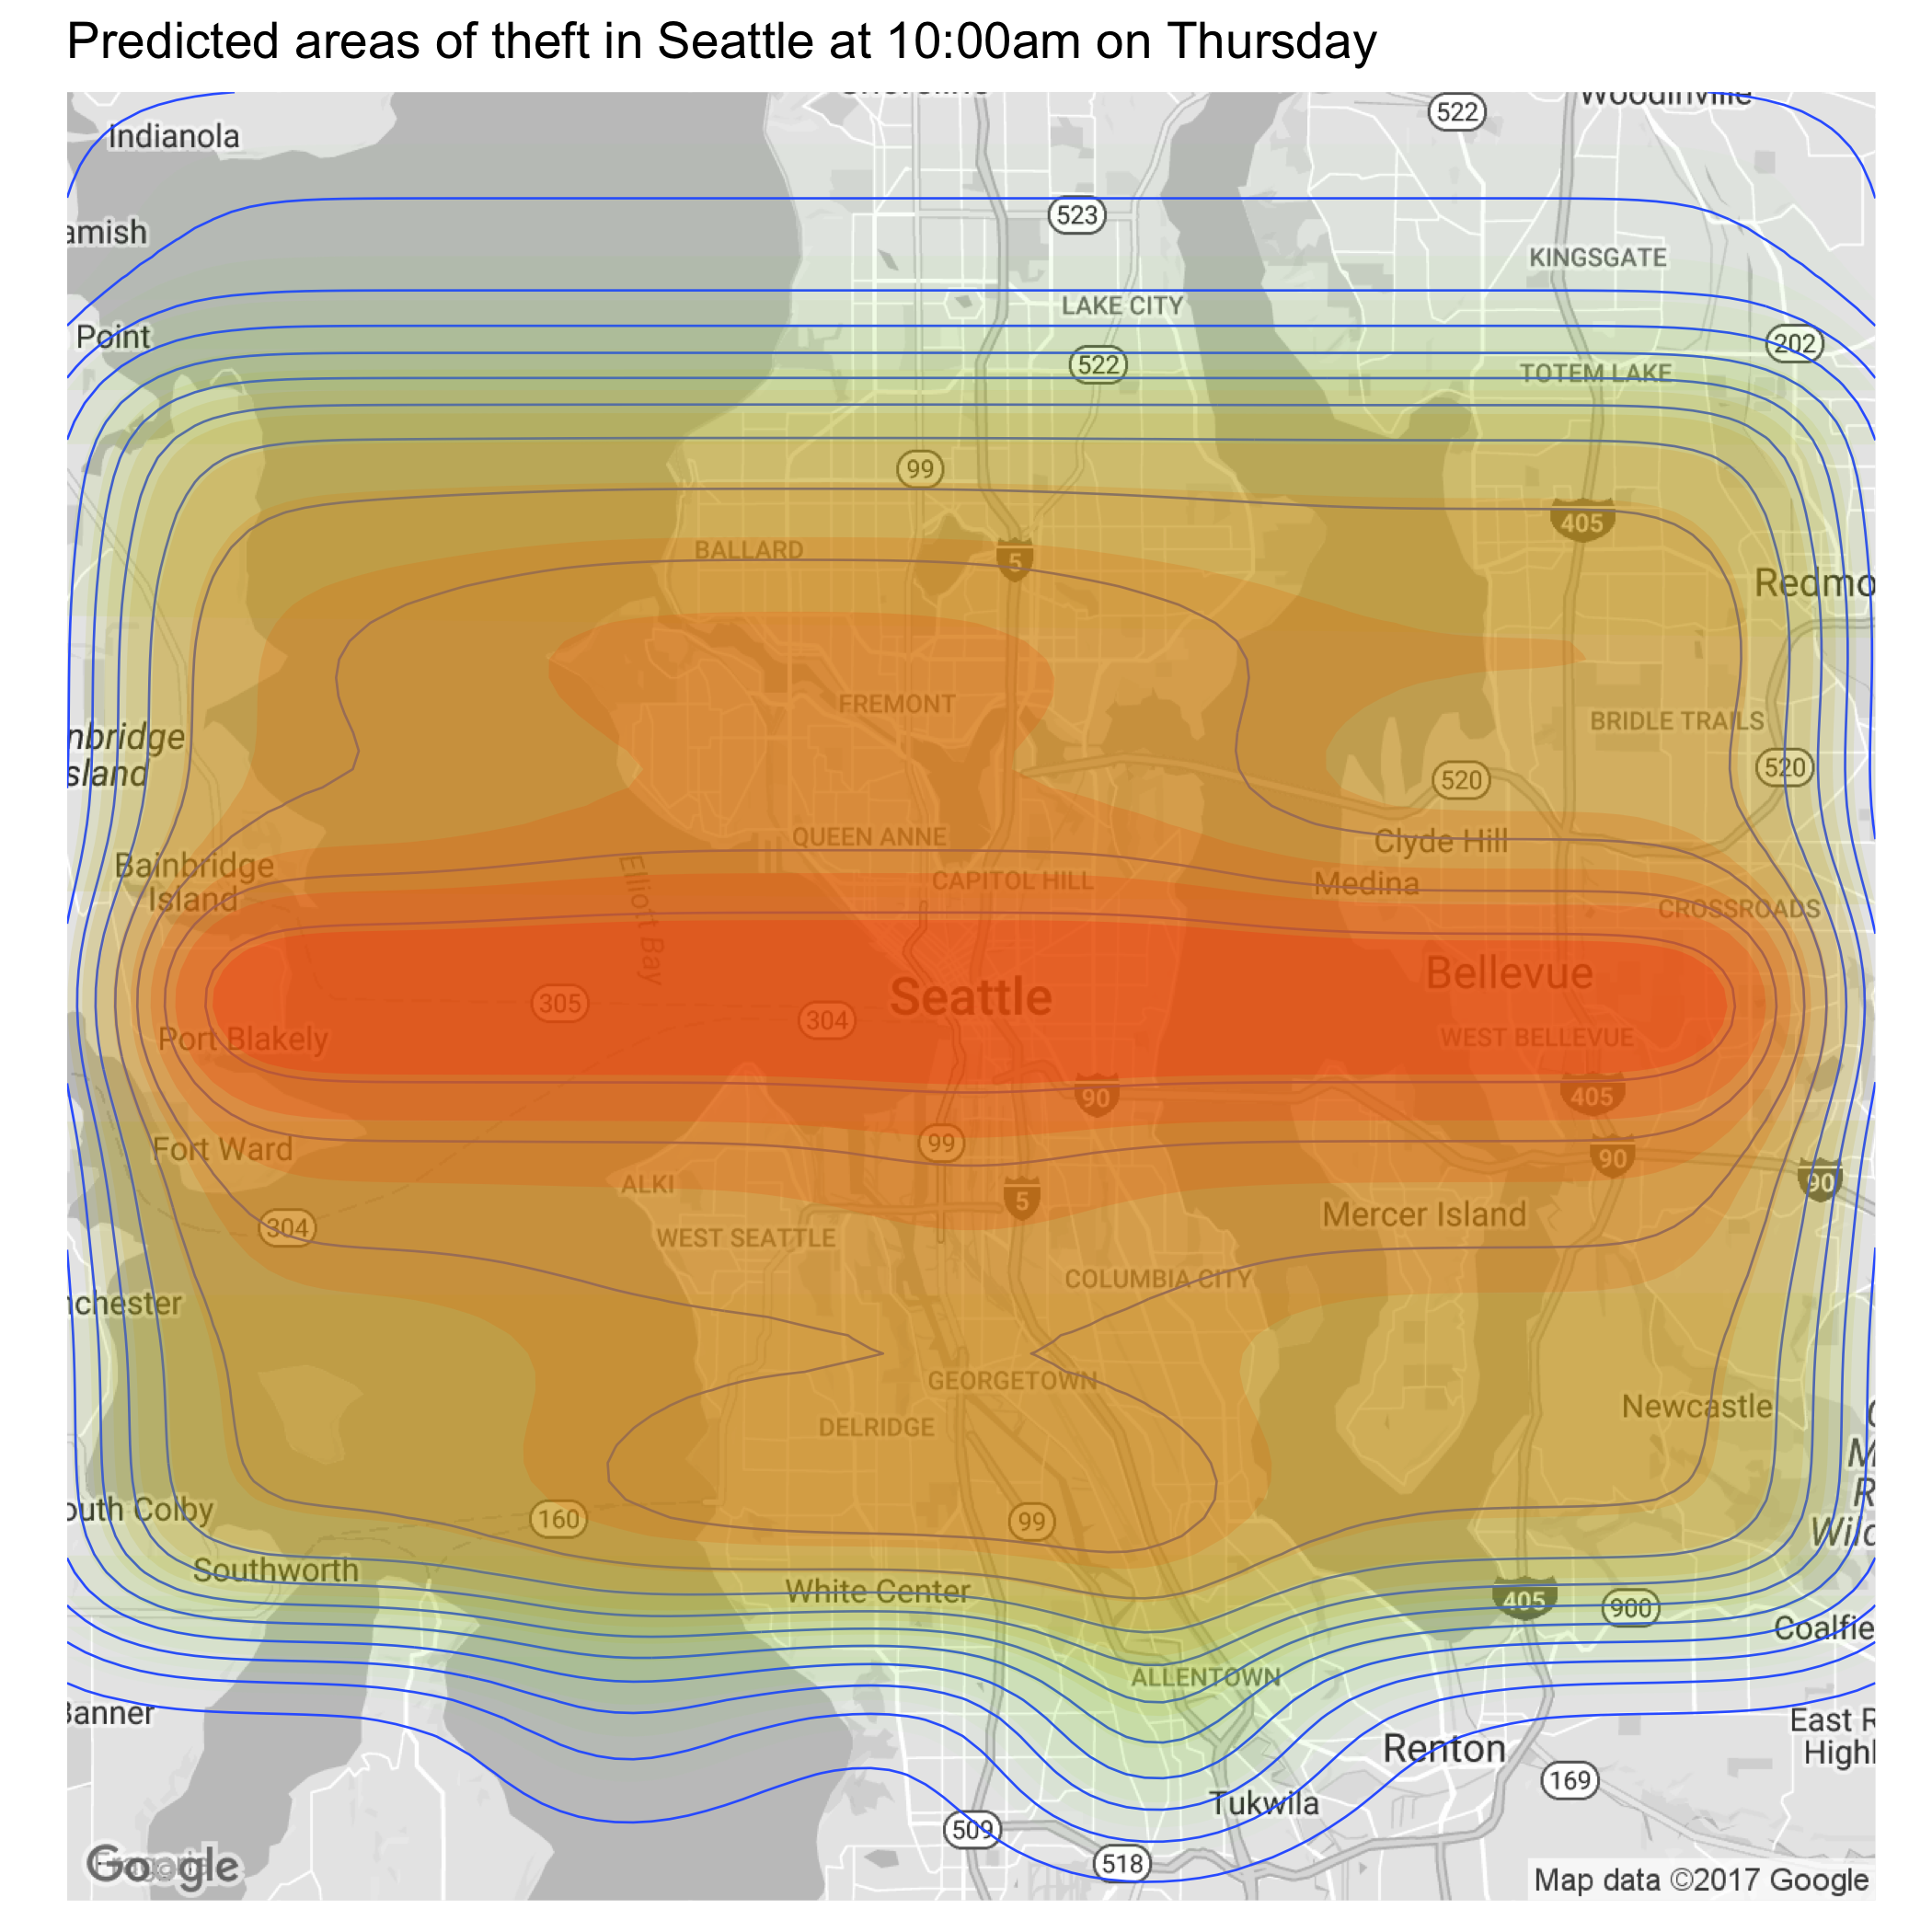 Predicted areas of theft in Seattle at 10:00am on Thursday
Woodinville
522
Indianola
523
amish
KINGSGATE
LAKE CITY
Point
202
522
TOTEM LAKE
99
405
BALLARD
5
Redmo
FREMONT
BRIDLE TRAILS
nbridge
sland
520
520
QUEEN ANNE
Clyde Hill
Bainbridge
Island
Elliott Bay
CAPITOL HILL
Medina
CROSSROADS
Seattle
Bellevue
305
304
Port Blakely
WEST BELLEVUE
90
405
Fort Ward
99
90
90
ALKI
5
304
WEST SEATTLE
Mercer Island
COLUMBIA CITY
nchester
GEORGETOWN
Newcastle
DELRIDGE
M
R
Wild
outh Colby
160
99
Southworth
White Center
405
900
Coalfie
ALLENTOWN
Banner
East R
Highl
Renton
169
Tukwila
509
518
Google
Map data ©2017 Google